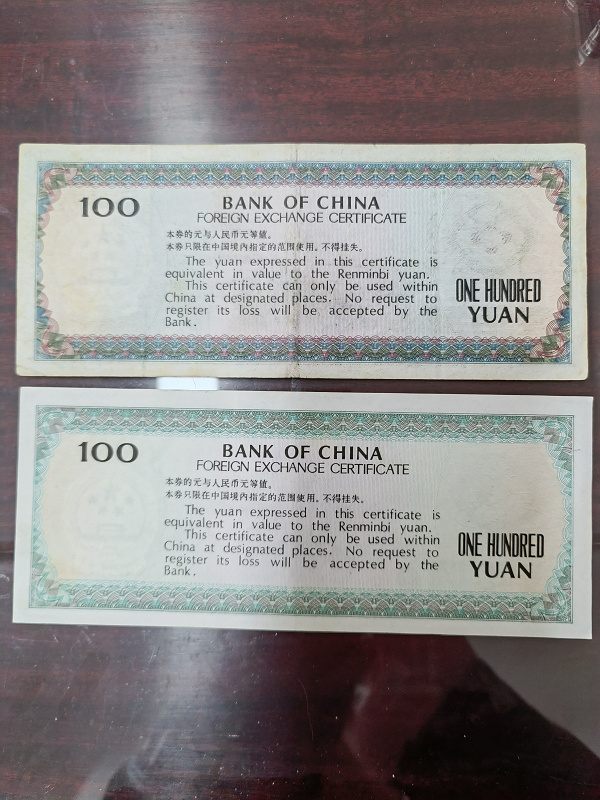 100
BANK OF CHINA
FOREIGN EXCHANGE CERTIFICATE
本券的元与人民币元等值。
本券只限在中国境内指定的范围使用，不得挂失。
The yuan expressed in this certificate is
equivalent in value to the Renminbi yuan.
This certificate can only be used within
China at designated places. No request to
register its loss will be accepted by the
Bank.
ONE HUNDRED
YUAN
100
BANK OF CHINA
FOREIGN EXCHANGE CERTIFICATE
本券的元与人民币元等值。
本券只限在中国境内指定的范围使用，不得挂失。
The yuan expressed in this certificate is
equivalent in value to the Renminbi yuan.
This certificate can only be used within
China at designated places. No request to
register its loss will be accepted by the
Bank.
ONE HUNDRED
YUAN